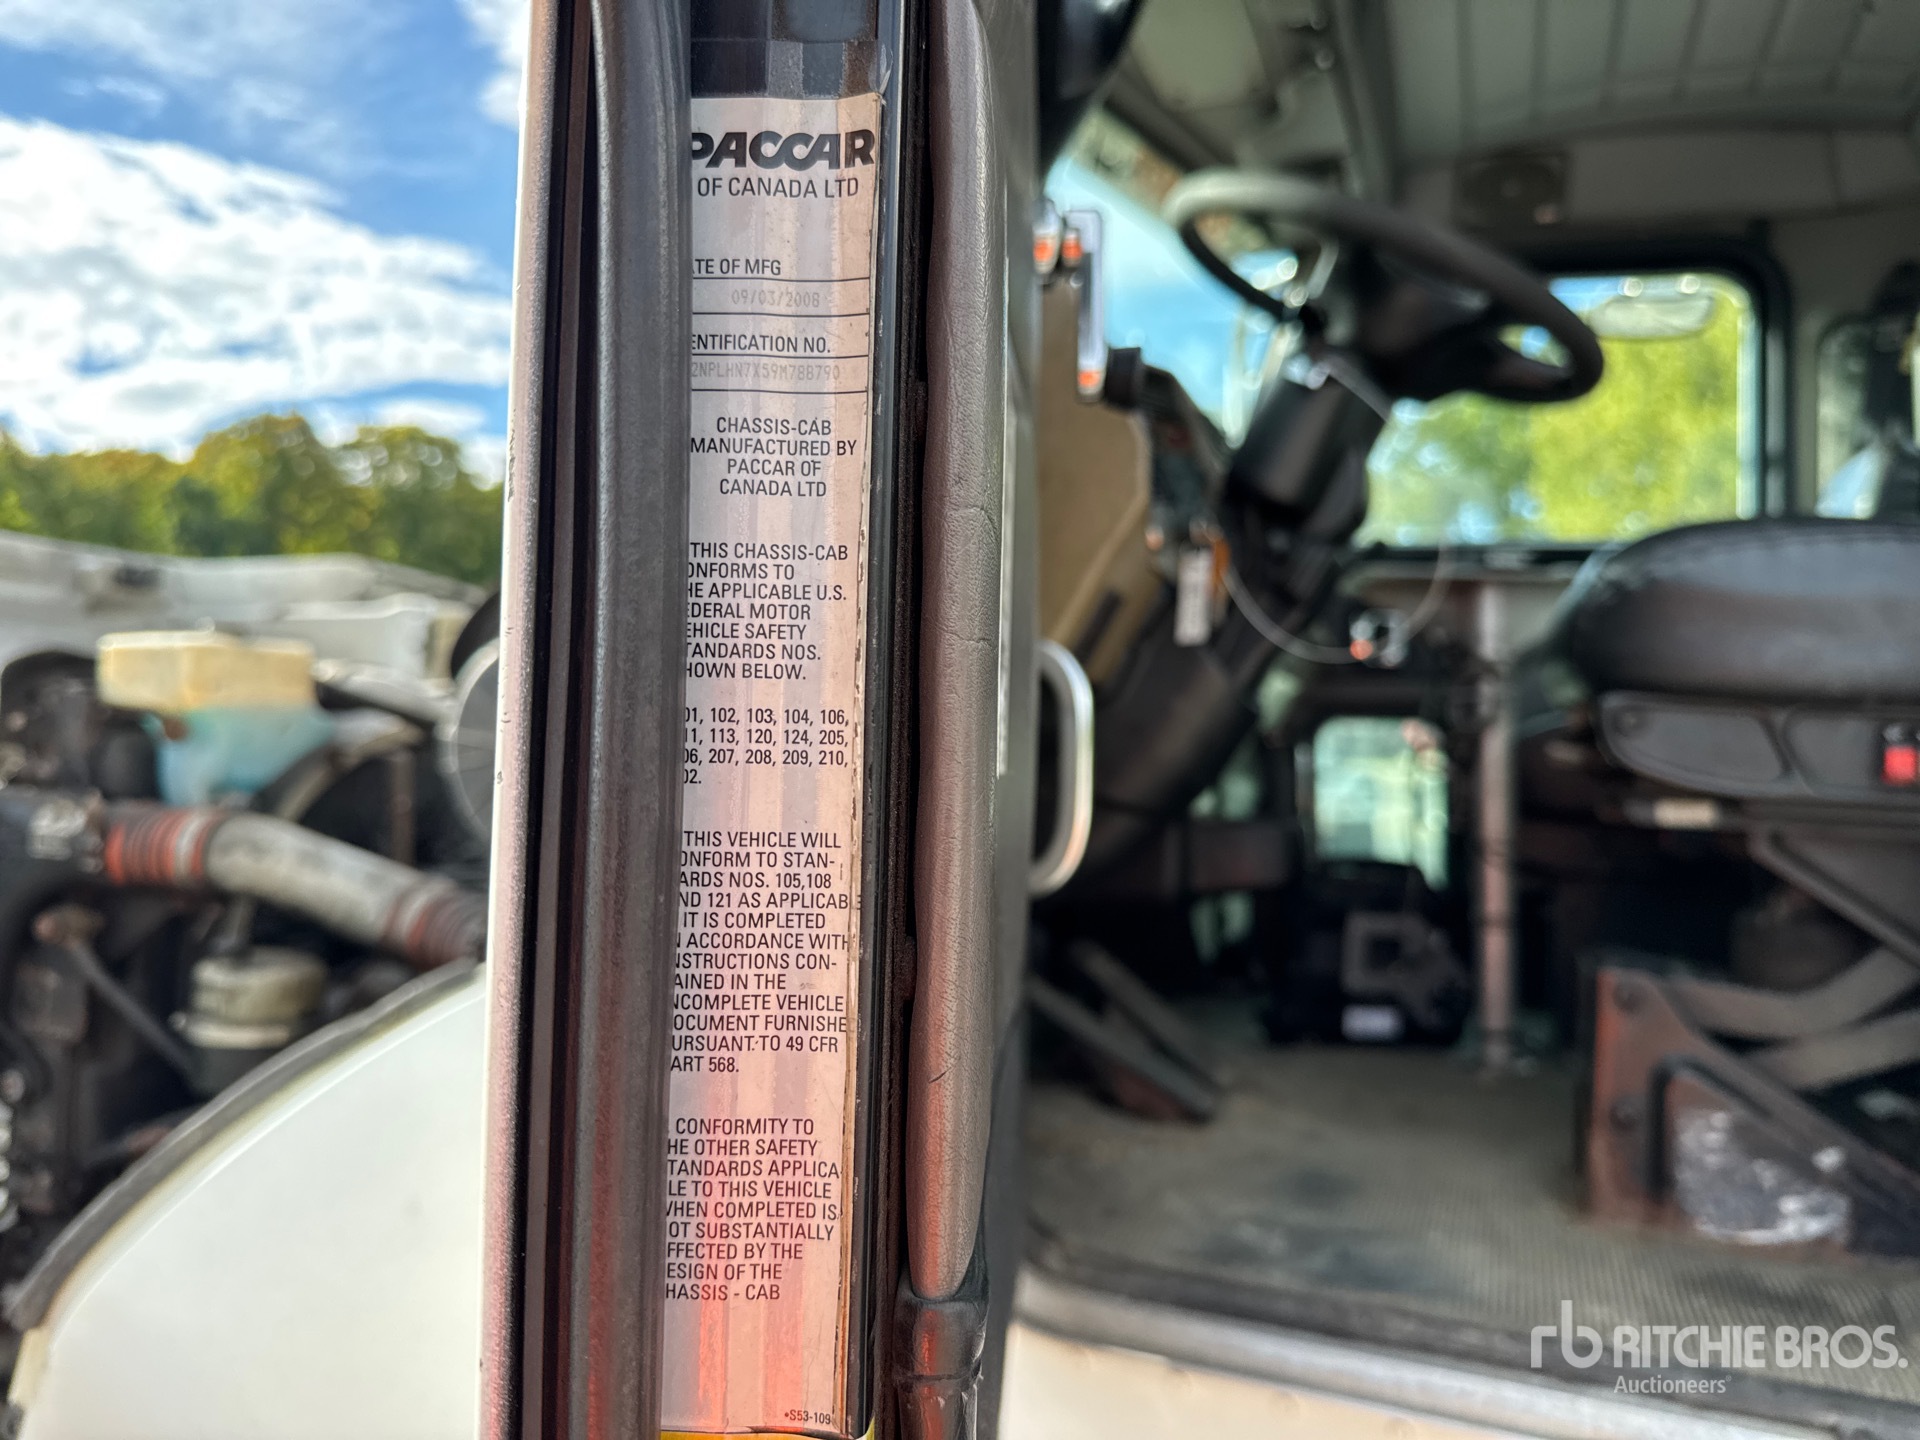 PACCAR
OF CANADA LTD
TE OF MFG
09/03/2008
ENTIFICATION NO.
2NPLHN7X59M788790
CHASSIS-CAB
MANUFACTURED BY
PACCAR OF
CANADA LTD
THIS CHASSIS-CAB
ONFORMS TO
HE APPLICABLE U.S.
EDERAL MOTOR
EHICLE SAFETY
TANDARDS NOS.
HOWN BELOW.
01, 102, 103, 104, 106,
11, 113, 120, 124, 205,
06, 207, 208, 209, 210,
02.
THIS VEHICLE WILL
ONFORM TO STAN-
ARDS NOS. 105,108
ND 121 AS APPLICABLE
IT IS COMPLETED
N ACCORDANCE WITH
NSTRUCTIONS CON-
AINED IN THE
NCOMPLETE VEHICLE
OCUMENT FURNISHE
URSUANT TO 49 CFR
ART 568.
CONFORMITY TO
HE OTHER SAFETY
TANDARDS APPLICA
LE TO THIS VEHICLE
WHEN COMPLETED IS
OT SUBSTANTIALLY
FFECTED BY THE
ESIGN OF THE
HASSIS - CAB
•S53-109
rb RITCHIE BROS.
Auctioneers